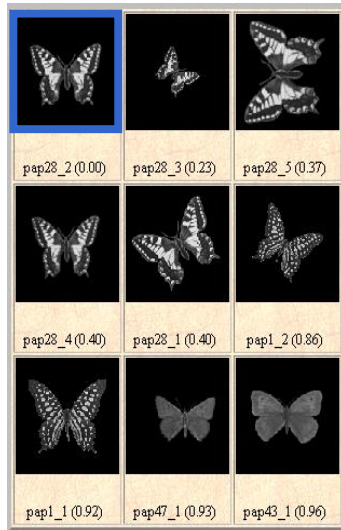 pap28_2 (0.00)
pap28_3 (0.23)
pap28_5 (0.37)
pap28_4 (0.40)
pap28_1 (0.40)
pap1_2 (0.86)
pap1_1 (0.92)
pap47_1 (0.93)
pap43_1 (0.96)